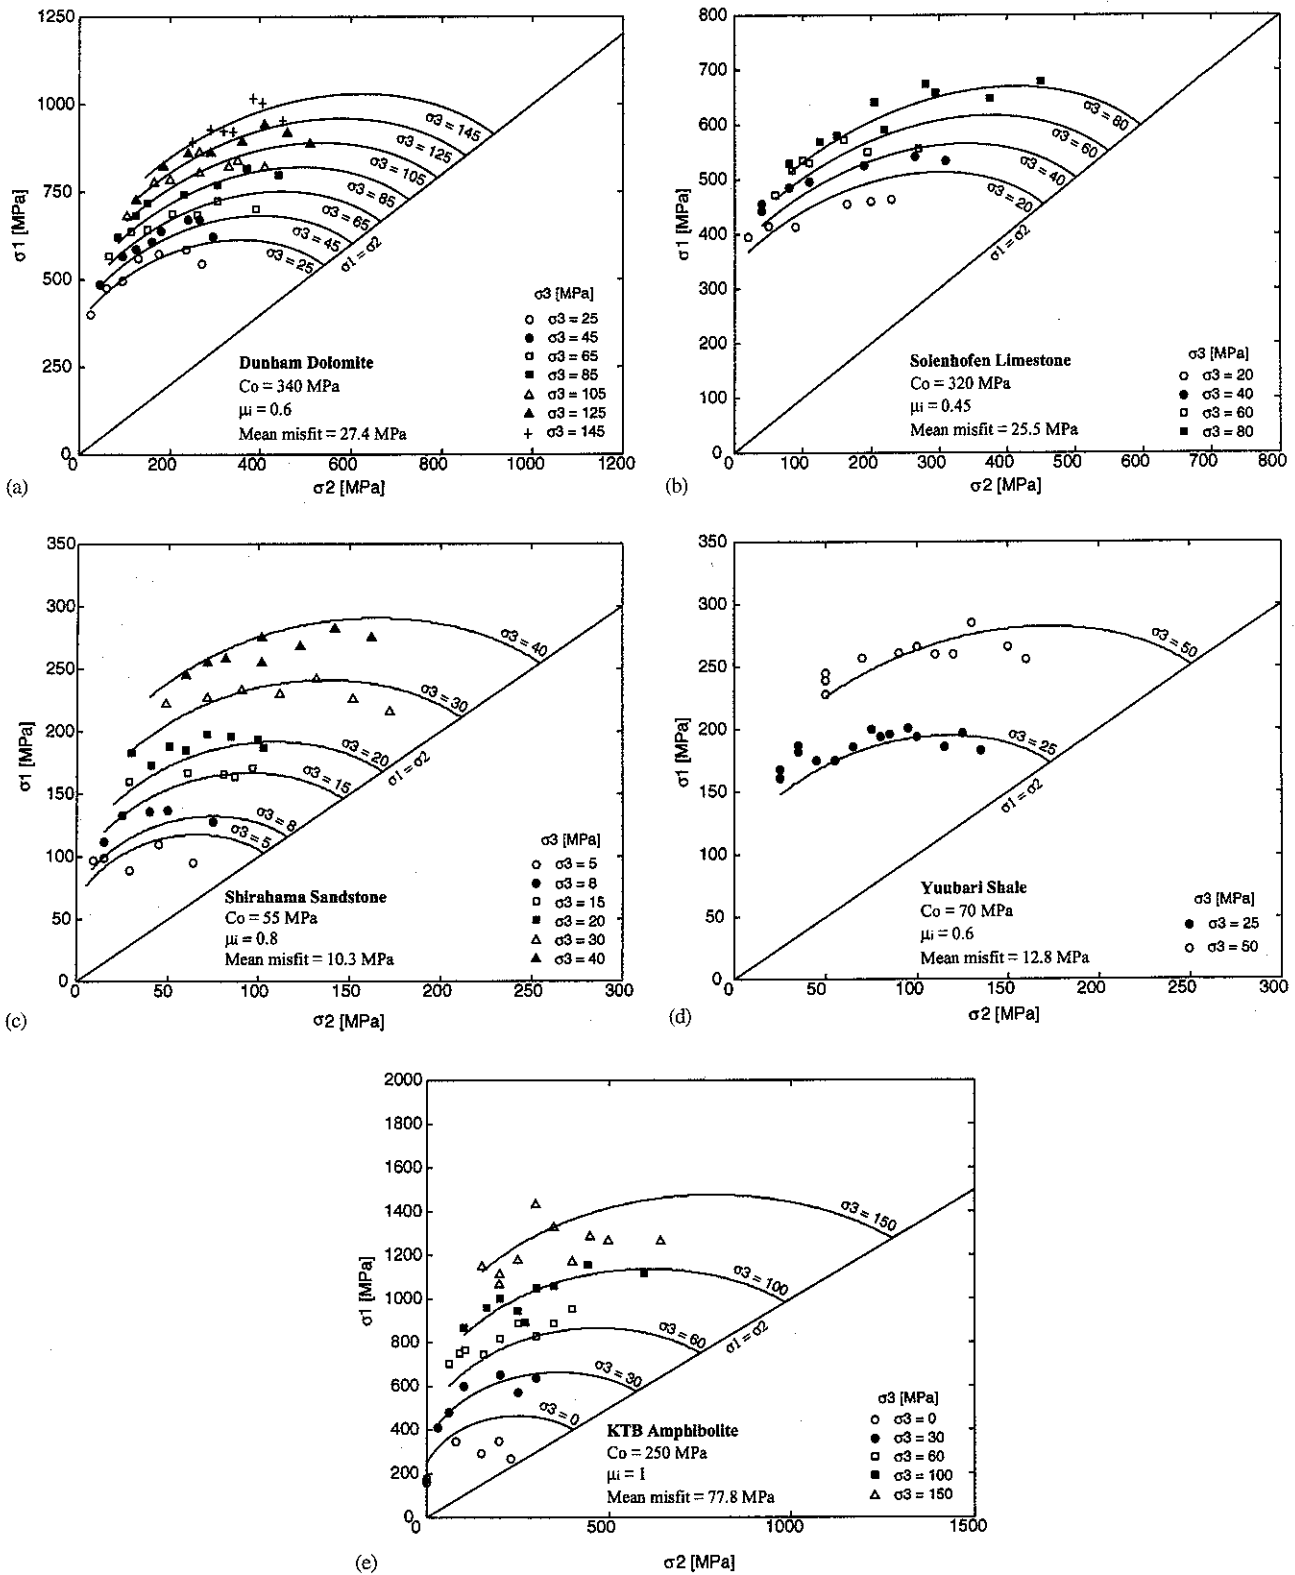 1250
1000
750
500
250
0
σ1 [MPa]
0
200
400
600
800
1000
1200
σ2 [MPa]
(a)
σ3 = 145
σ3 = 125
σ3 = 105
σ3 = 85
σ3 = 65
σ3 = 45
σ3 = 25
σ1 = σ2
Dunham Dolomite
Co = 340 MPa
μi = 0.6
Mean misfit = 27.4 MPa
σ3 [MPa]
σ3 = 25
σ3 = 45
σ3 = 65
σ3 = 85
σ3 = 105
σ3 = 125
σ3 = 145
800
700
600
500
400
300
200
100
0
σ1 [MPa]
0
100
200
300
400
500
600
700
800
σ2 [MPa]
(b)
σ3 = 80
σ3 = 60
σ3 = 40
σ3 = 20
σ1 = σ2
Solenhofen Limestone
Co = 320 MPa
μi = 0.45
Mean misfit = 25.5 MPa
σ3 [MPa]
σ3 = 20
σ3 = 40
σ3 = 60
σ3 = 80
350
300
250
200
150
100
50
0
σ1 [MPa]
0
50
100
150
200
250
300
σ2 [MPa]
(c)
σ3 = 40
σ3 = 30
σ3 = 20
σ3 = 15
σ3 = 8
σ3 = 5
σ1 = σ2
Shirahama Sandstone
Co = 55 MPa
μi = 0.8
Mean misfit = 10.3 MPa
σ3 [MPa]
σ3 = 5
σ3 = 8
σ3 = 15
σ3 = 20
σ3 = 30
σ3 = 40
350
300
250
200
150
100
50
0
σ1 [MPa]
0
50
100
150
200
250
300
σ2 [MPa]
(d)
σ3 = 50
σ3 = 25
σ1 = σ2
Yuubari Shale
Co = 70 MPa
μi = 0.6
Mean misfit = 12.8 MPa
σ3 [MPa]
σ3 = 25
σ3 = 50
2000
1800
1600
1400
1200
1000
800
600
400
200
0
σ1 [MPa]
0
500
1000
1500
σ2 [MPa]
(e)
σ3 = 150
σ3 = 100
σ3 = 60
σ3 = 30
σ3 = 0
σ1 = σ2
KTB Amphibolite
Co = 250 MPa
μi = 1
Mean misfit = 77.8 MPa
σ3 [MPa]
σ3 = 0
σ3 = 30
σ3 = 60
σ3 = 100
σ3 = 150